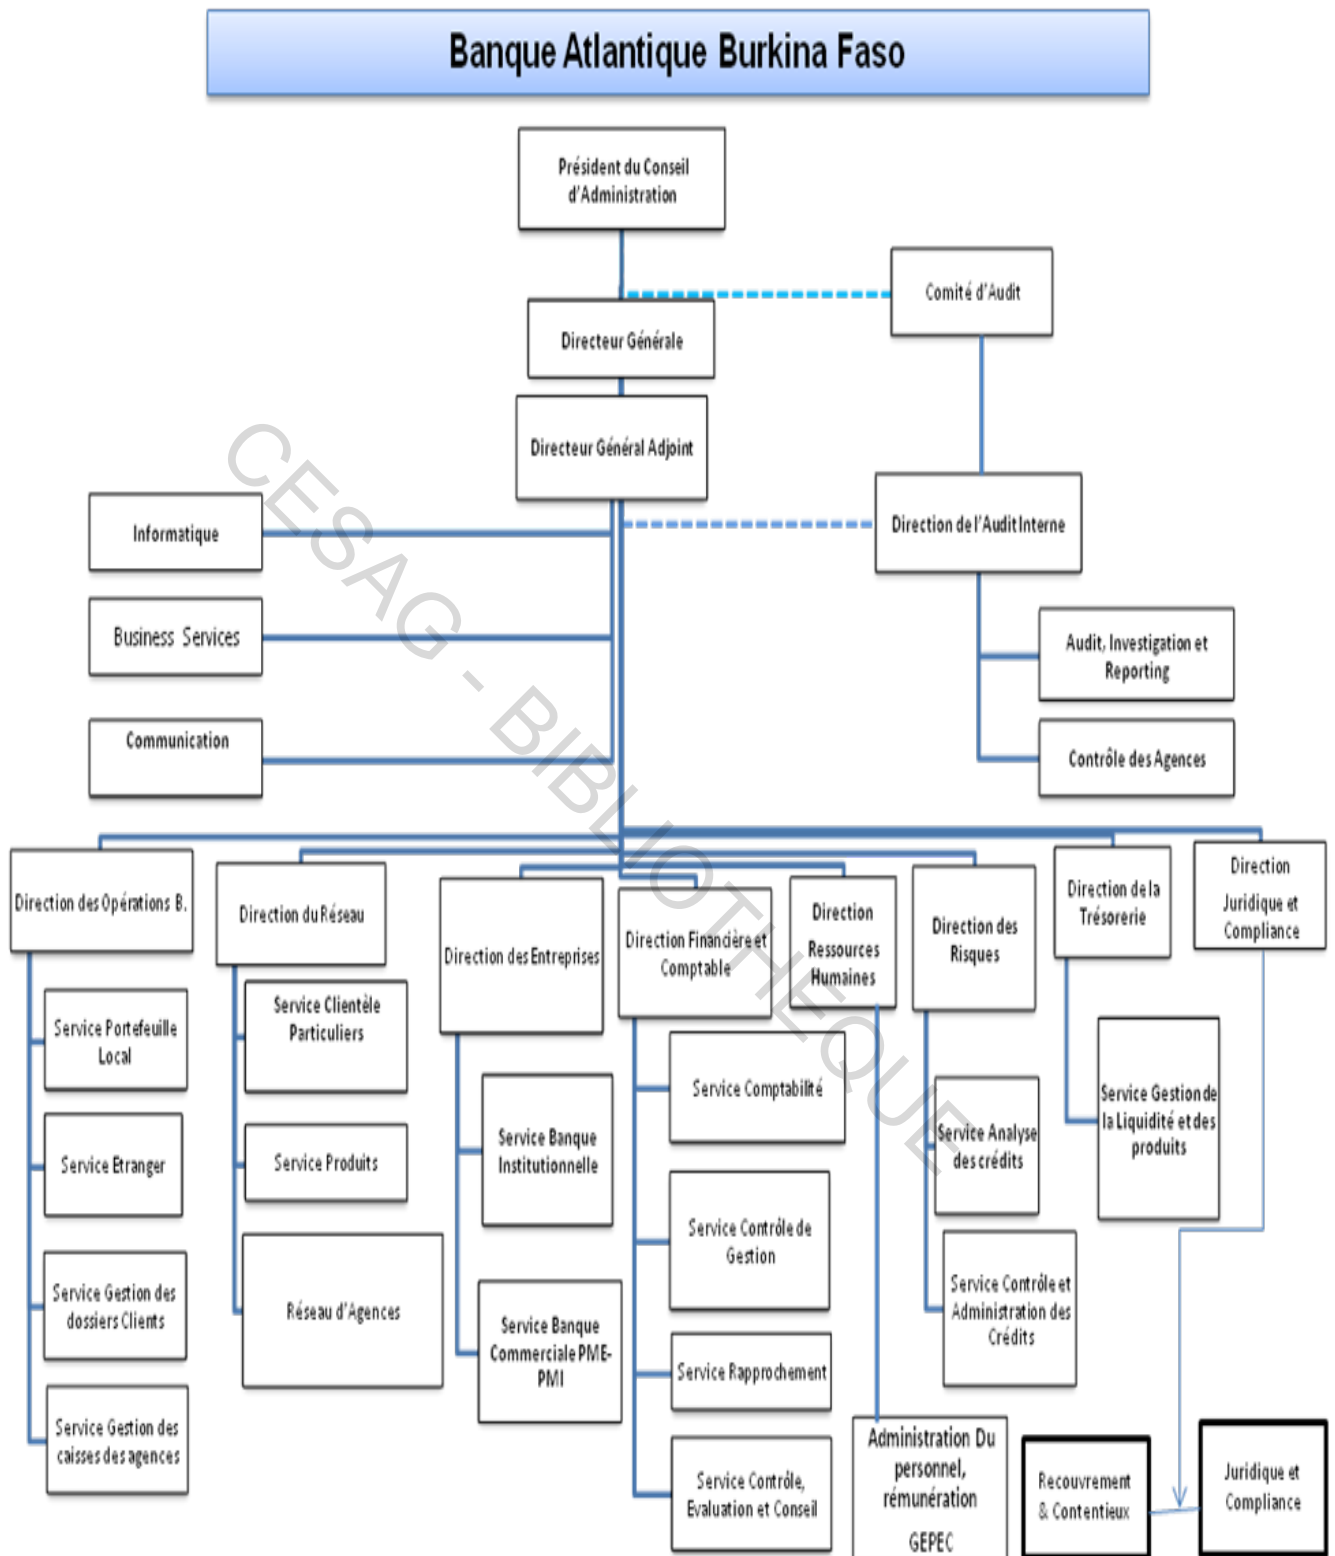 Banque Atlantique Burkina Faso
Président du Conseil
d'Administration
Comité d'Audit
Directeur Générale
Directeur Général Adjoint
Direction de l'Audit Interne
Informatique
Business Services
Communication
Audit, Investigation et
Reporting
Contrôle des Agences
Direction des Opérations B.
Service Portefeuille
Local
Service Etranger
Service Gestion des
dossiers Clients
Service Gestion des
caisses des agences
Direction du Réseau
Service Clientèle
Particuliers
Service Produits
Réseau d'Agences
Direction des Entreprises
Service Banque
Institutionnelle
Service Banque
Commerciale PME-
PMI
Direction Financière et
Comptable
Service Comptabilité
Service Contrôle de
Gestion
Service Rapprochement
Service Contrôle,
Evaluation et Conseil
Direction
Ressources
Humaines
Administration Du
personnel,
rémunération
GEPEC
Direction des
Risques
Service Analyse
des crédits
Service Contrôle et
Administration des
Crédits
Direction de la
Trésorerie
Service Gestion de
la Liquidité et des
produits
Direction
Juridique et
Compliance
Recouvrement
& Contentieux
Juridique et
Compliance
CESAG - BIBLIOTHEQUE